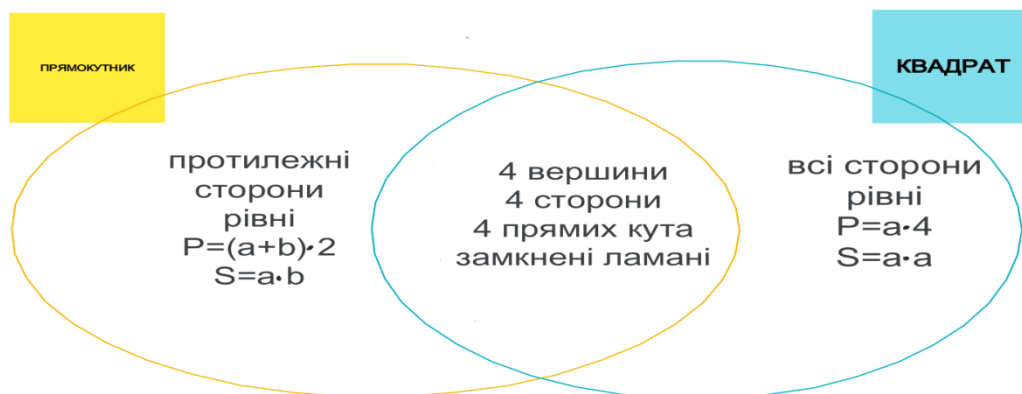 ПРЯМОКУТНИК
КВАДРАТ
протилежні
сторони
рівні
P=(a+b)·2
S=a·b
4 вершини
4 сторони
4 прямих кута
замкнені ламані
всі сторони
рівні
P=a·4
S=a·a